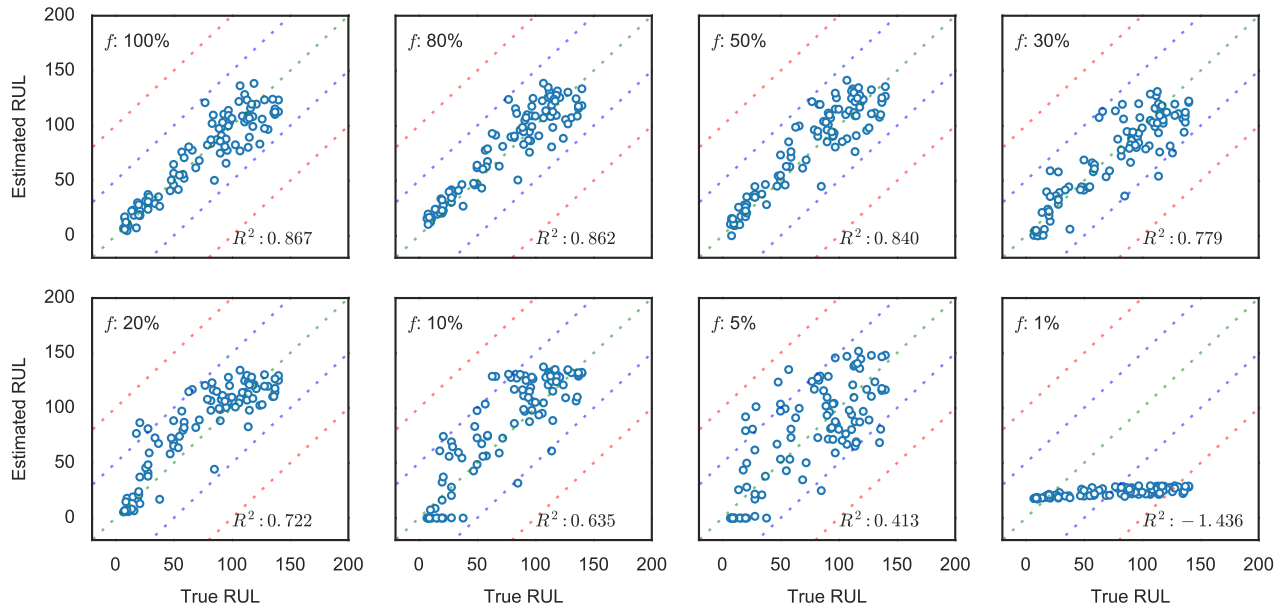 200
f: 100%
f: 80%
f: 50%
f: 30%
150
100
50
0
Estimated RUL
R²: 0.867
R²: 0.862
R²: 0.840
R²: 0.779
200
f: 20%
f: 10%
f: 5%
f: 1%
150
100
50
0
Estimated RUL
R²: 0.722
R²: 0.635
R²: 0.413
R²: −1.436
0 50 100 150 200
0 50 100 150 200
0 50 100 150 200
0 50 100 150 200
True RUL
True RUL
True RUL
True RUL